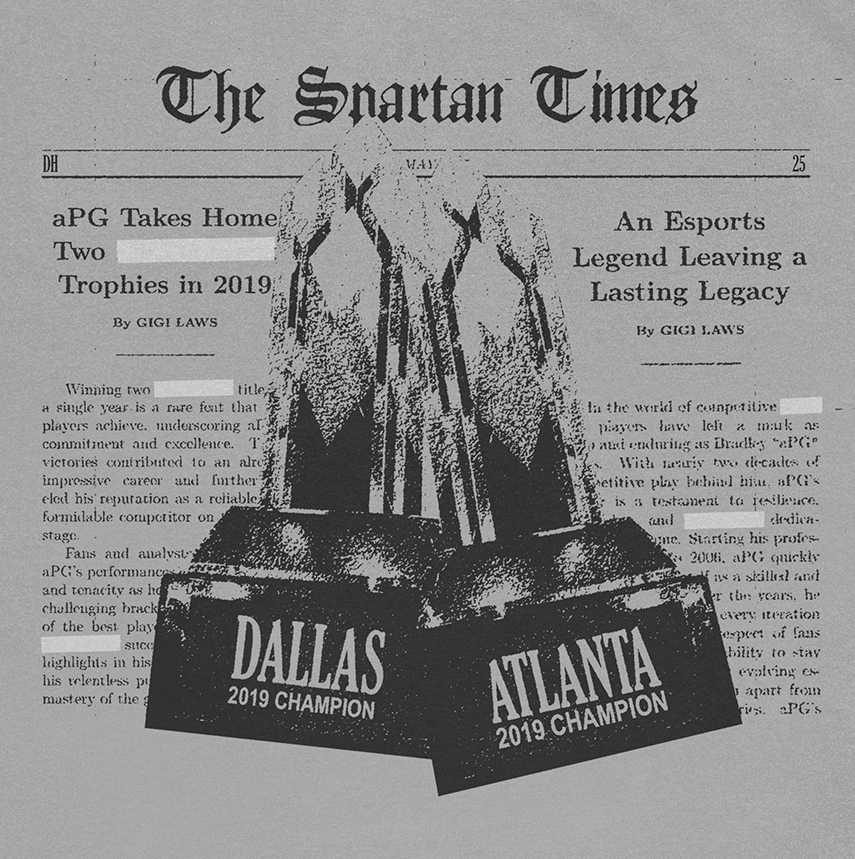 The Spartan Times
DH MAY 25
aPG Takes Home
Two
Trophies in 2019
By GIGI LAWS
Winning two title
a single year is a rare feat that
players achieve, underscoring
commitment and excellence.
victories contributed to an
impressive career and further
his reputation as a reliable,
formidable competitor on
stage.
Fans and analysts
aPG's performances
and tenacity as
challenging
of the best
highlights in his
his relentless
mastery of the
DALLAS
2019 CHAMPION
ATLANTA
2019 CHAMPION
An Esports
Legend Leaving a
Lasting Legacy
By GIGI LAWS
In the world of competitive
players have left a mark as
and enduring as Bradley "aPG"
With nearly two decades of
play behind him, aPG's
is a testament to resilience,
and dedica-
Starting his profes-
2006, aPG quickly
as a skilled and
the years, he
every iteration
of fans
to stay
evolving es-
apart from
aPG's